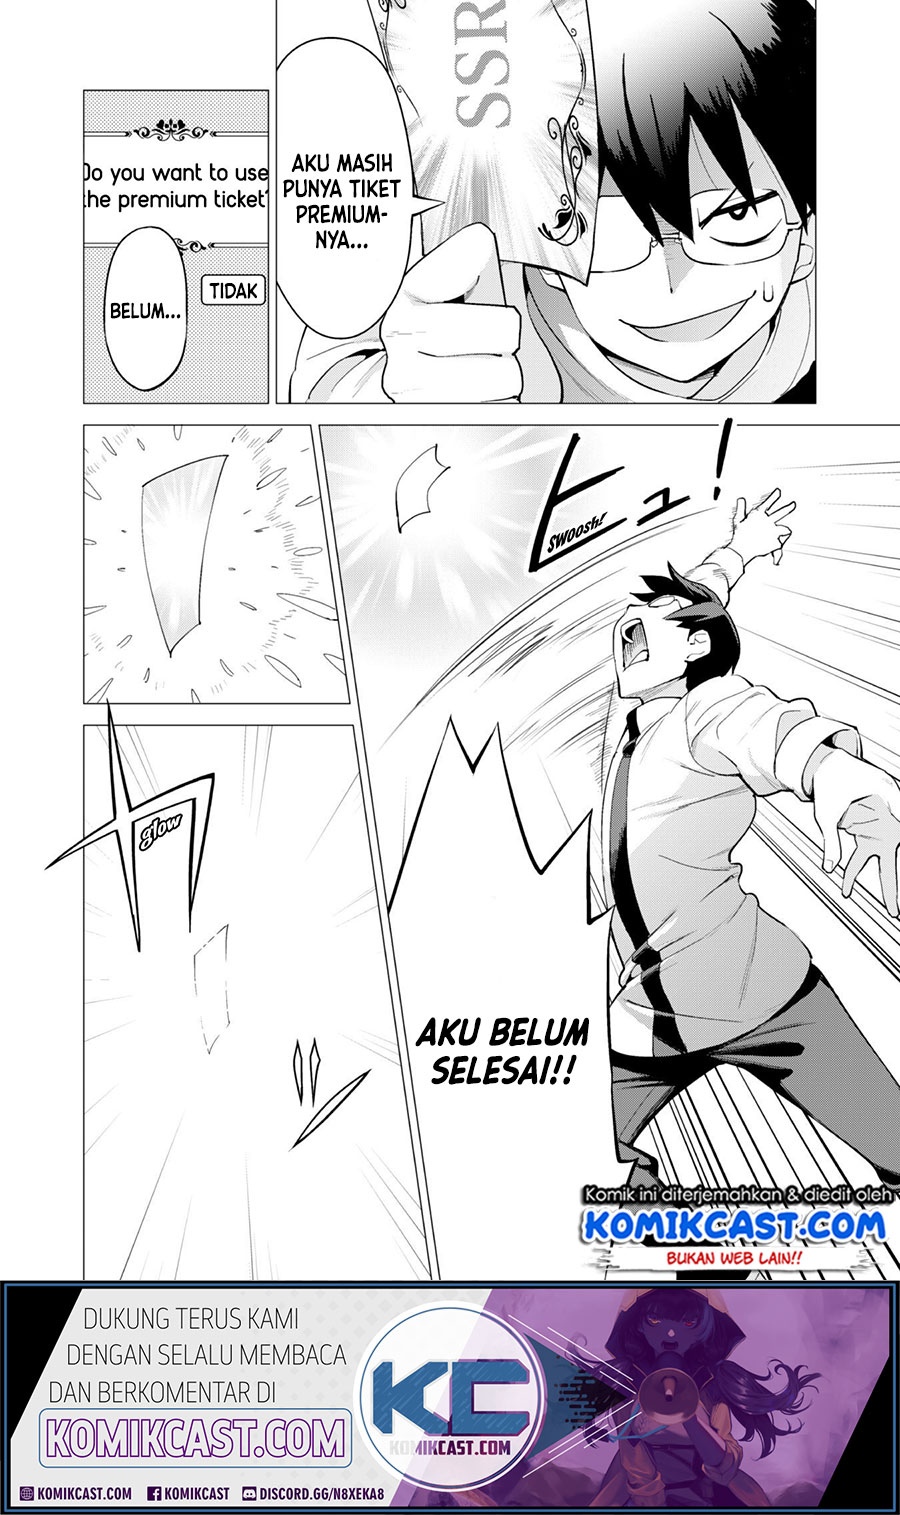 SSR
AKU MASIH
PUNYA TIKET
PREMIUM-
NYA...
Do you want to use
the premium ticket?
TIDAK
BELUM...
ヒュ!
SWOOSH!
glow
AKU BELUM
SELESAI!!
Komik ini diterjemahkan & diedit oleh
KOMIKCAST.COM
BUKAN WEB LAIN!!
DUKUNG TERUS KAMI
DENGAN SELALU MEMBACA
DAN BERKOMENTAR DI
KOMIKCAST.COM
KC
KOMIKCAST.COM
KOMIKCAST.COM
KOMIKCAST
DISCORD.GG/N8XEKA8